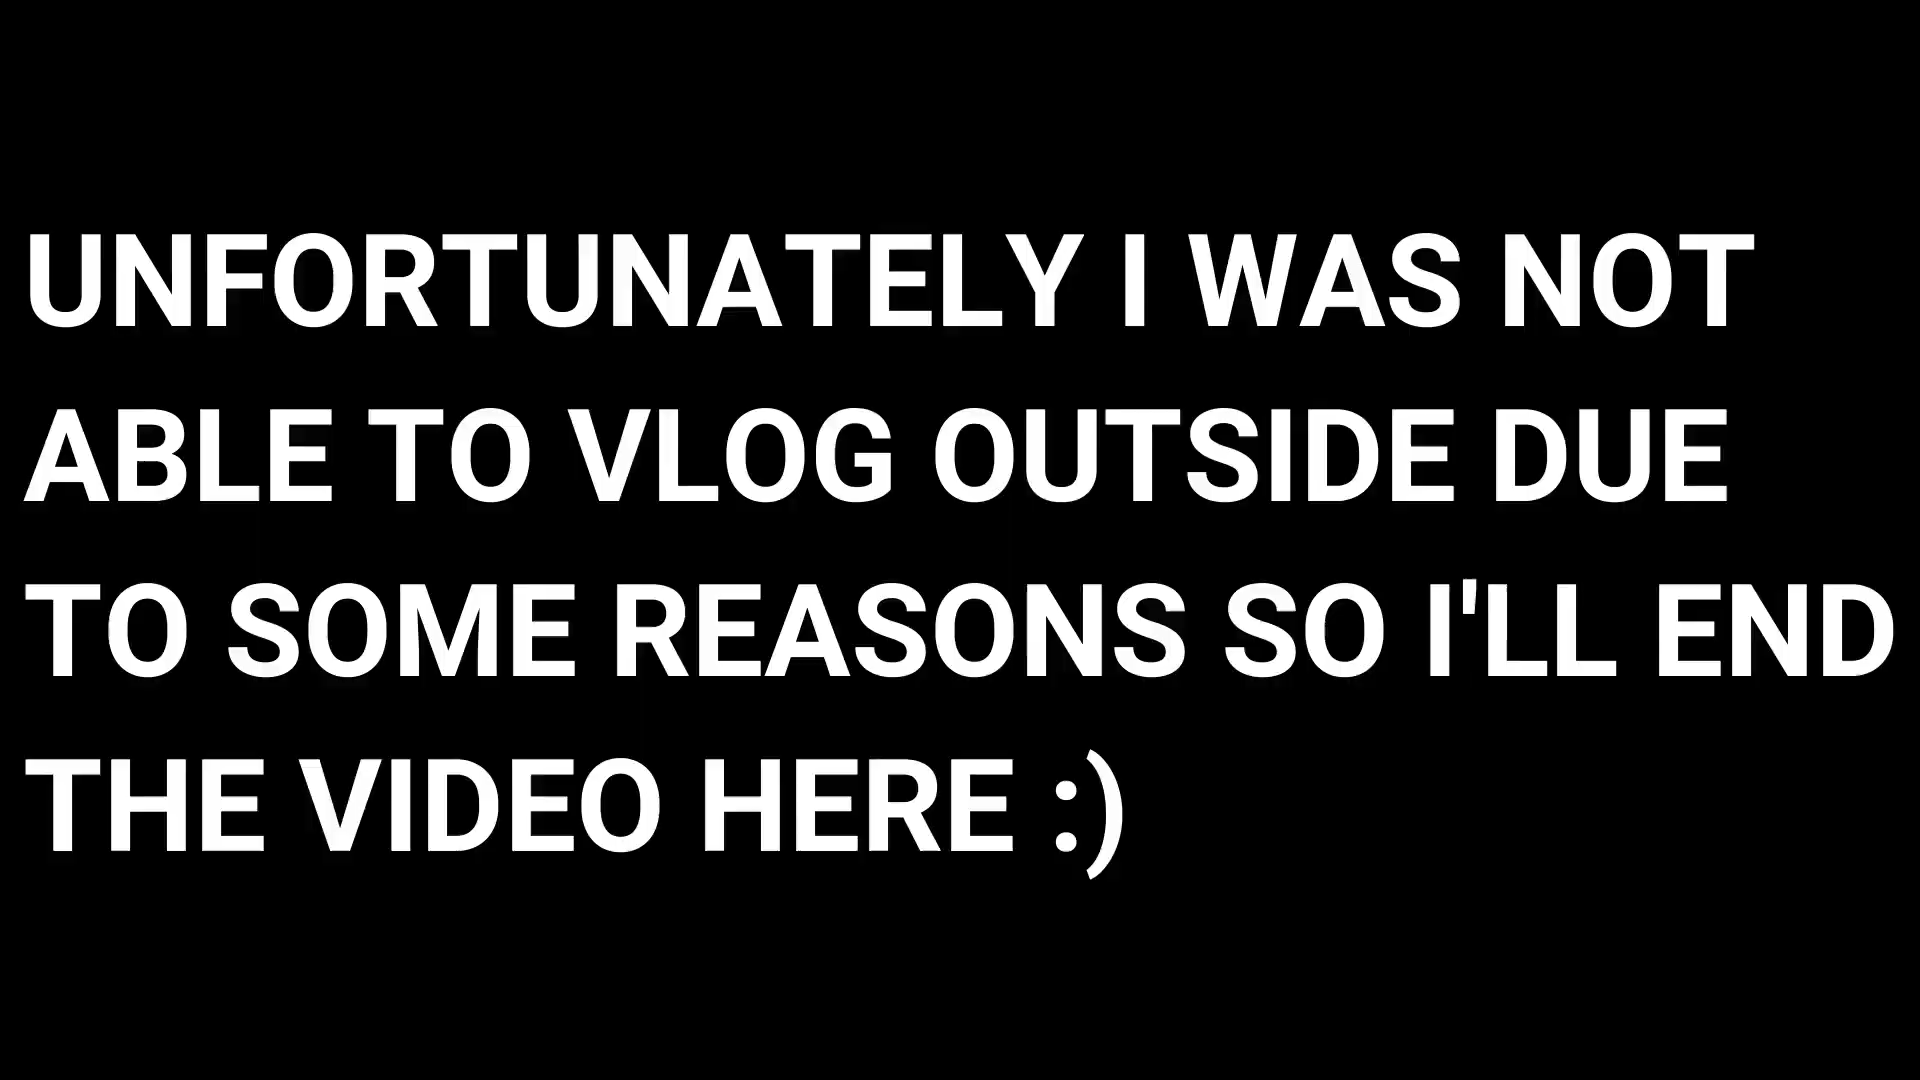 UNFORTUNATELY I WAS NOT
ABLE TO VLOG OUTSIDE DUE
TO SOME REASONS SO I'LL END
THE VIDEO HERE :)